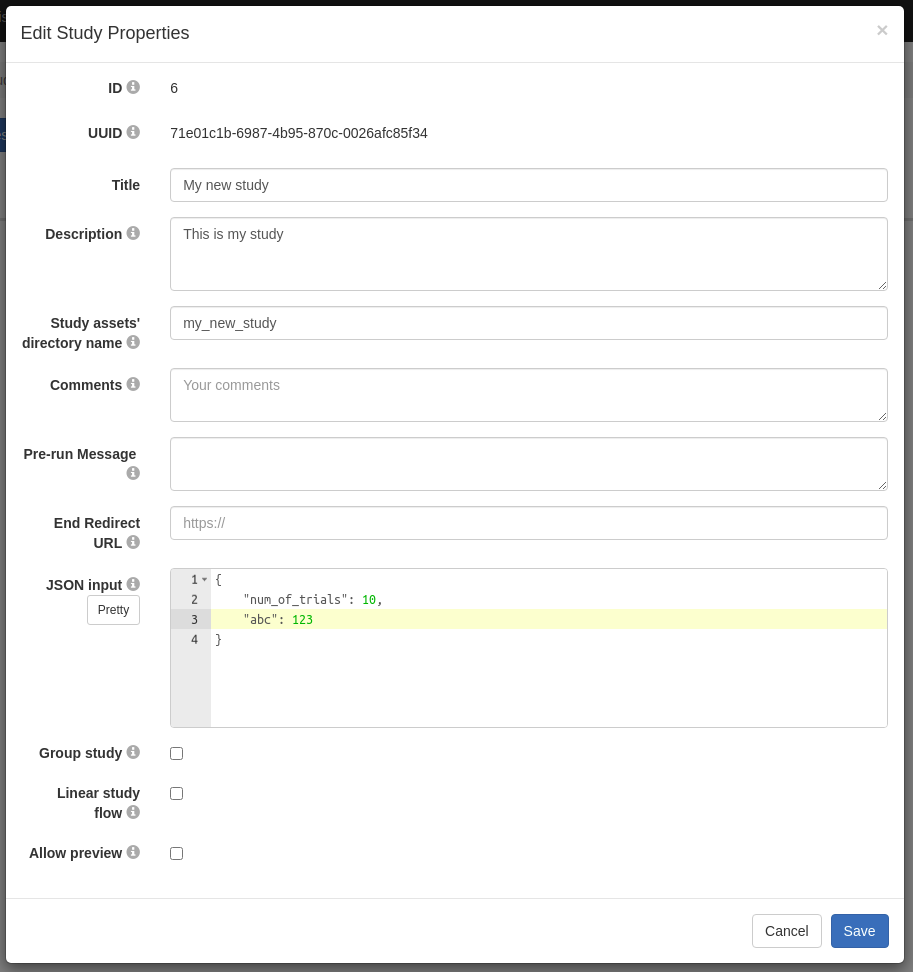 Edit Study Properties ×
ID 6
UUID 71e01c1b-6987-4b95-870c-0026afc85f34
Title My new study
Description This is my study
Study assets'
directory name my_new_study
Comments Your comments
Pre-run Message
End Redirect
URL https://
JSON input
Pretty
1 {
2 "num_of_trials": 10,
3 "abc": 123
4 }
Group study
Linear study
flow
Allow preview
Cancel Save